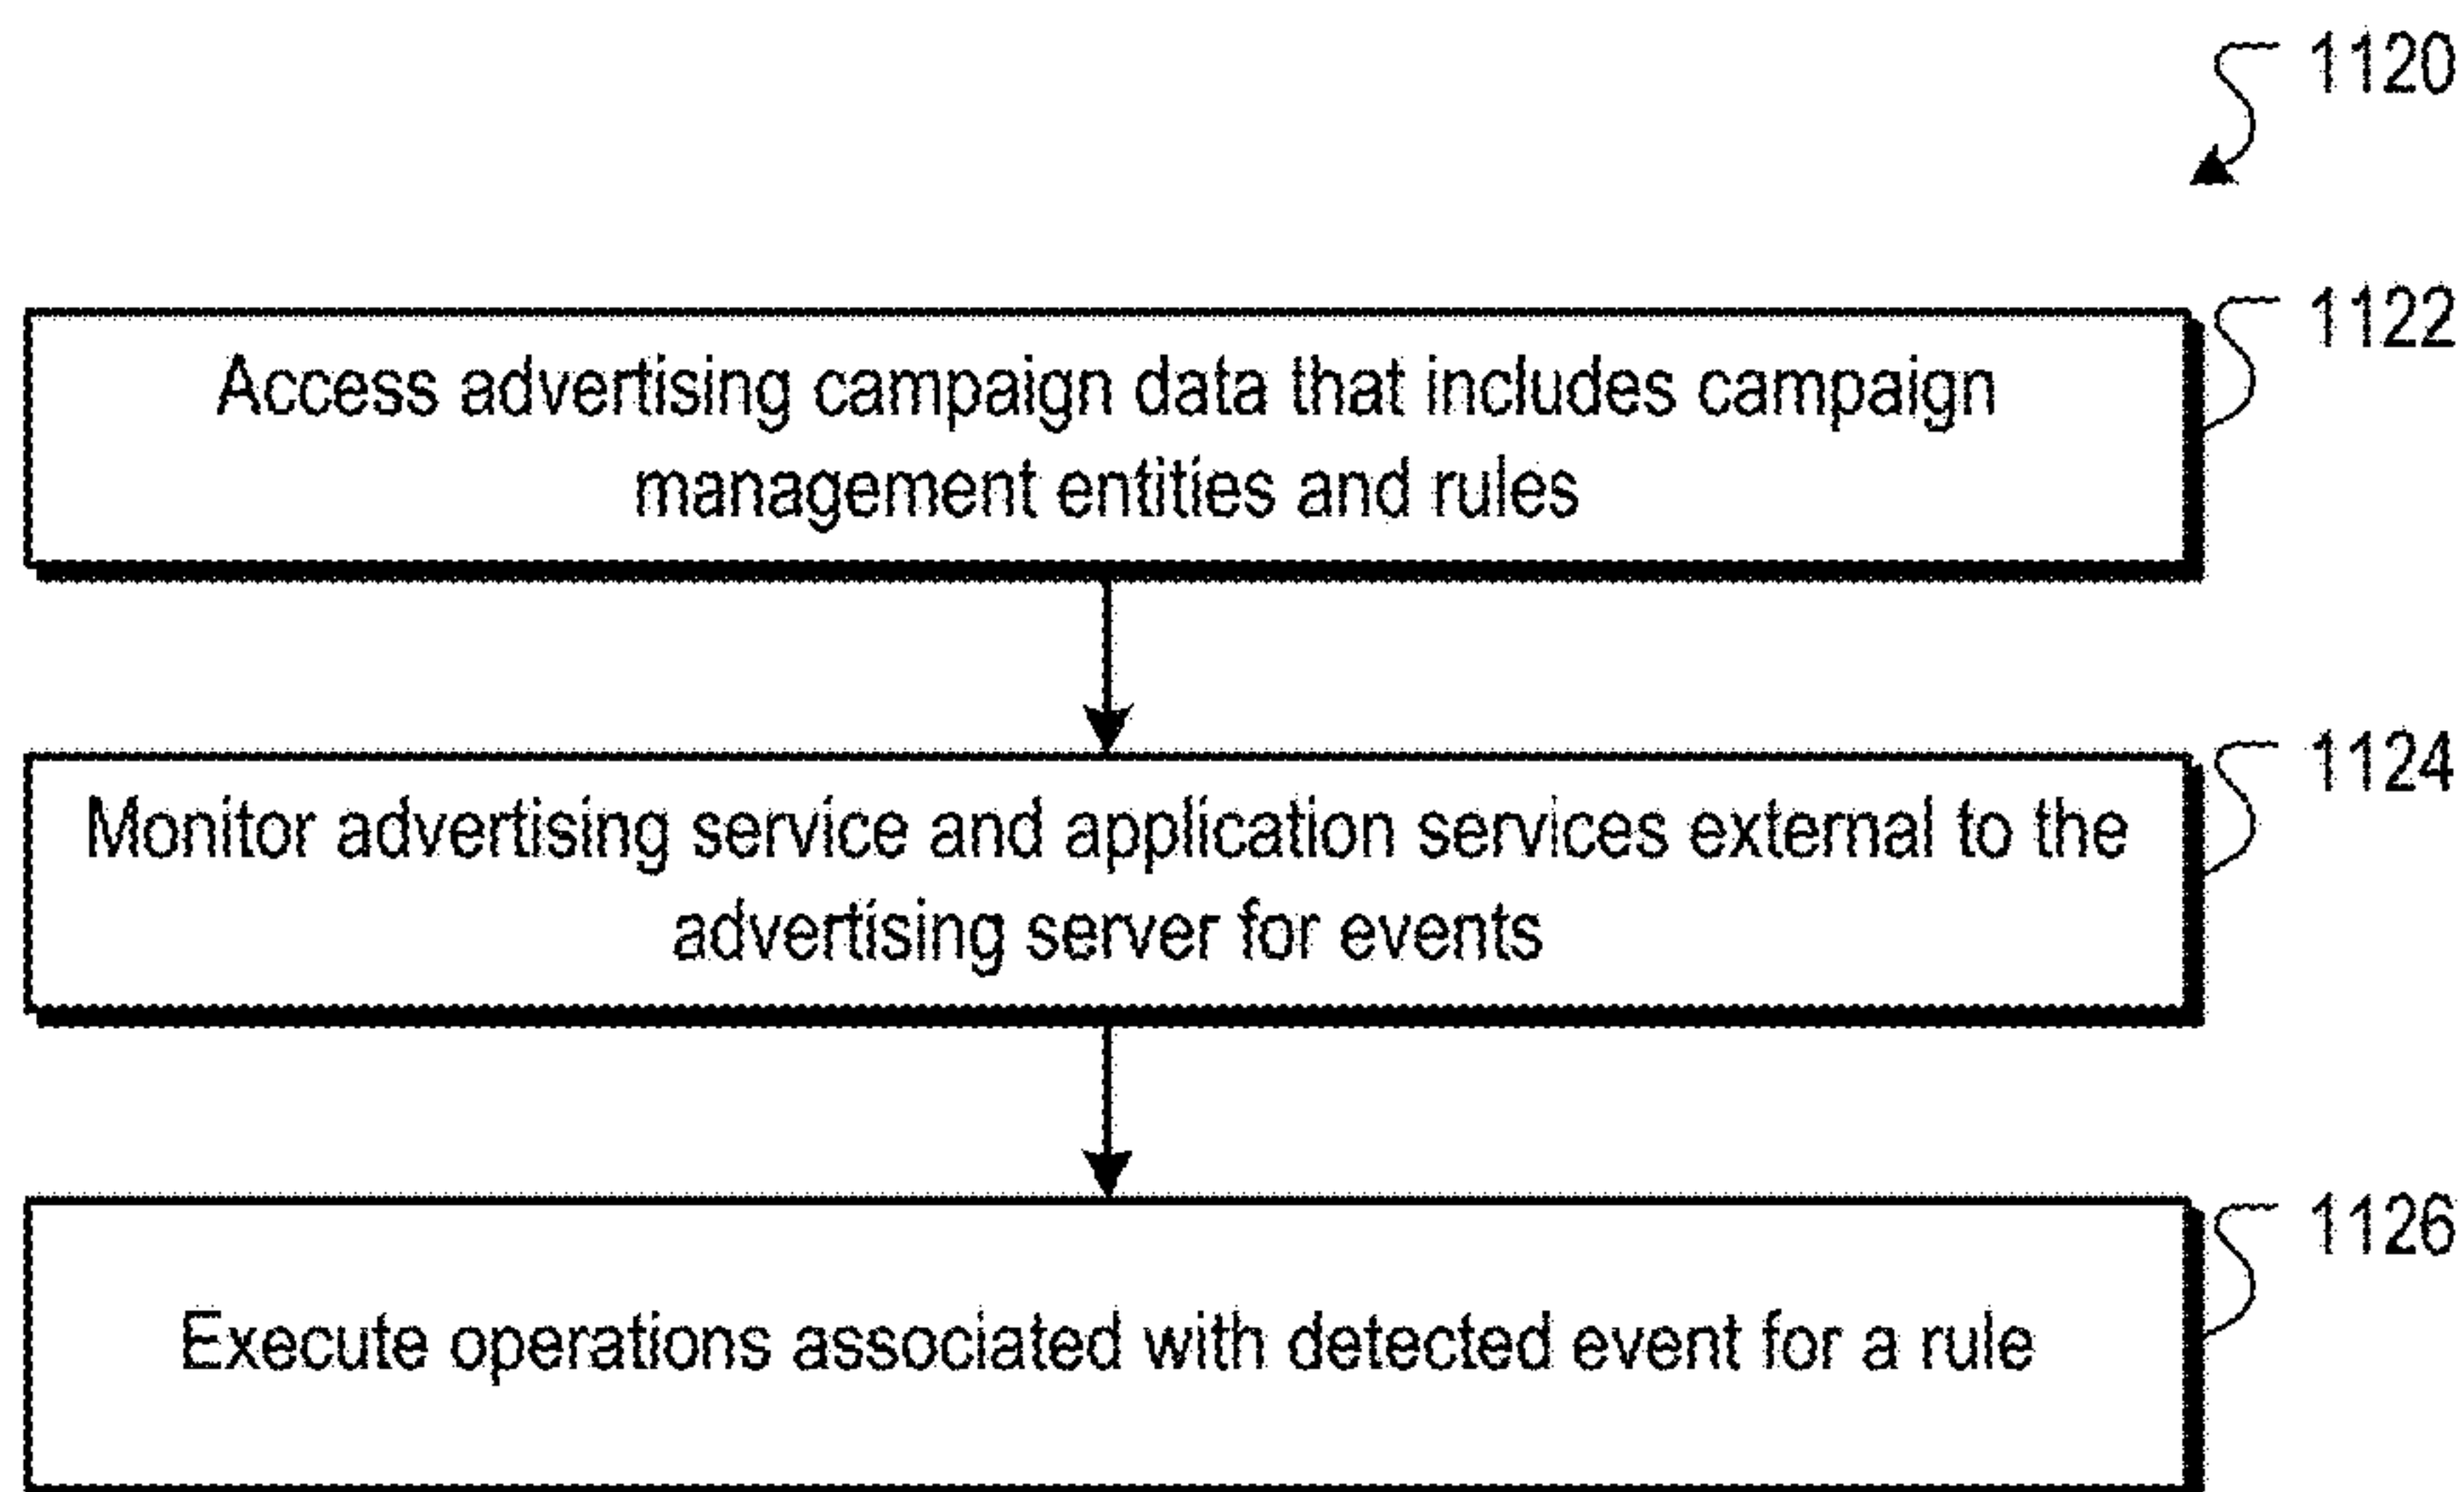 1120
1122
Access advertising campaign data that includes campaign
management entities and rules
1124
Monitor advertising service and application services external to the
advertising server for events
1126
Execute operations associated with detected event for a rule